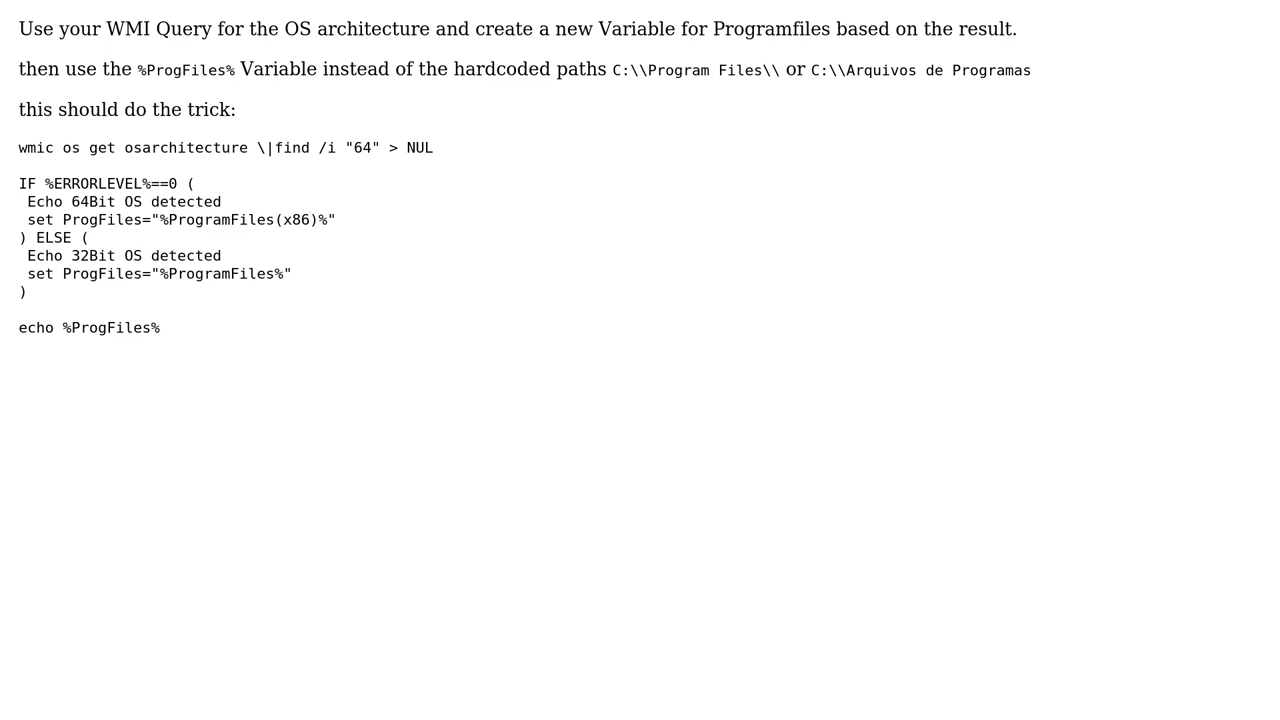 Use your WMI Query for the OS architecture and create a new Variable for Programfiles based on the result.
then use the %ProgFiles% Variable instead of the hardcoded paths C:\\Program Files\\ or C:\\Arquivos de Programas
this should do the trick:
wmic os get osarchitecture \|find /i "64" > NUL
IF %ERRORLEVEL%==0 (
 Echo 64Bit OS detected
 set ProgFiles="%ProgramFiles(x86)%"
) ELSE (
 Echo 32Bit OS detected
 set ProgFiles="%ProgramFiles%"
)
echo %ProgFiles%